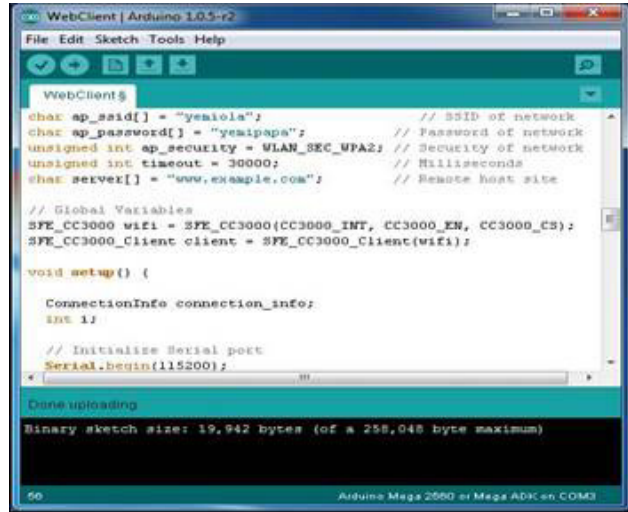 WebClient | Arduino 1.0.5-r2
File Edit Sketch Tools Help
WebClient §
char ap_ssid[] = "yemiola"; // SSID of network
char ap_password[] = "yemipapa"; // Password of network
unsigned int ap_security = WLAN_SEC_WPA2; // Security of network
unsigned int timeout = 30000; // Milliseconds
char server[] = "www.example.com"; // Remote host site
// Global Variables
SFE_CC3000 wifi = SFE_CC3000(CC3000_INT, CC3000_EN, CC3000_CS);
SFE_CC3000_Client client = SFE_CC3000_Client(wifi);
void setup() {
ConnectionInfo connection_info;
int i;
// Initialize Serial port
Serial.begin(115200);
Done uploading
Binary sketch size: 19,942 bytes (of a 258,048 byte maximum)
Arduino Mega 2560 or Mega ADK on COM3